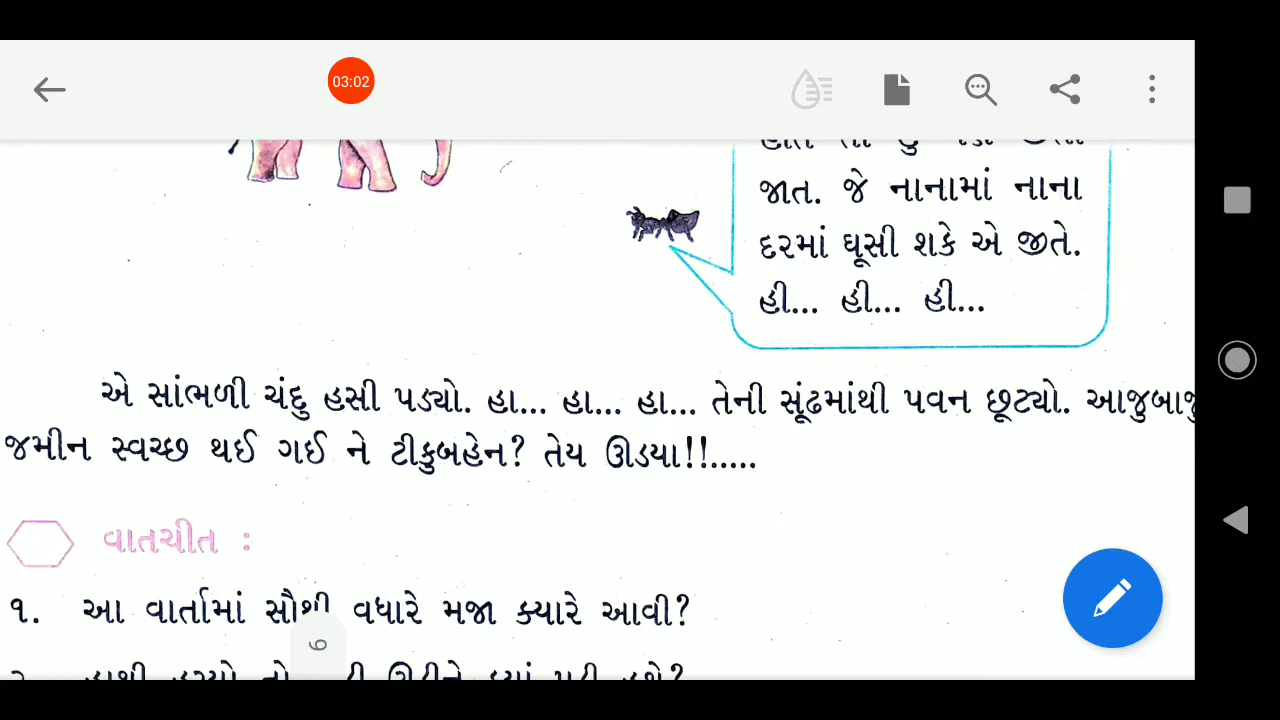 03:02
જાત. જે નાનામાં નાના
દરમાં ઘૂસી શકે એ જીતે.
હી... હી... હી...
એ સાંભળી ચંદુ હસી પડ્યો. હા... હા... હા... તેની સૂંઢમાંથી પવન છૂટ્યો. આજુબાજુ
જમીન સ્વચ્છ થઈ ગઈ ને ટીકુબહેન? તેય ઊડયા!!.....
વાતચીત :
૧. આ વાર્તામાં સૌથી વધારે મજા ક્યારે આવી?
૭